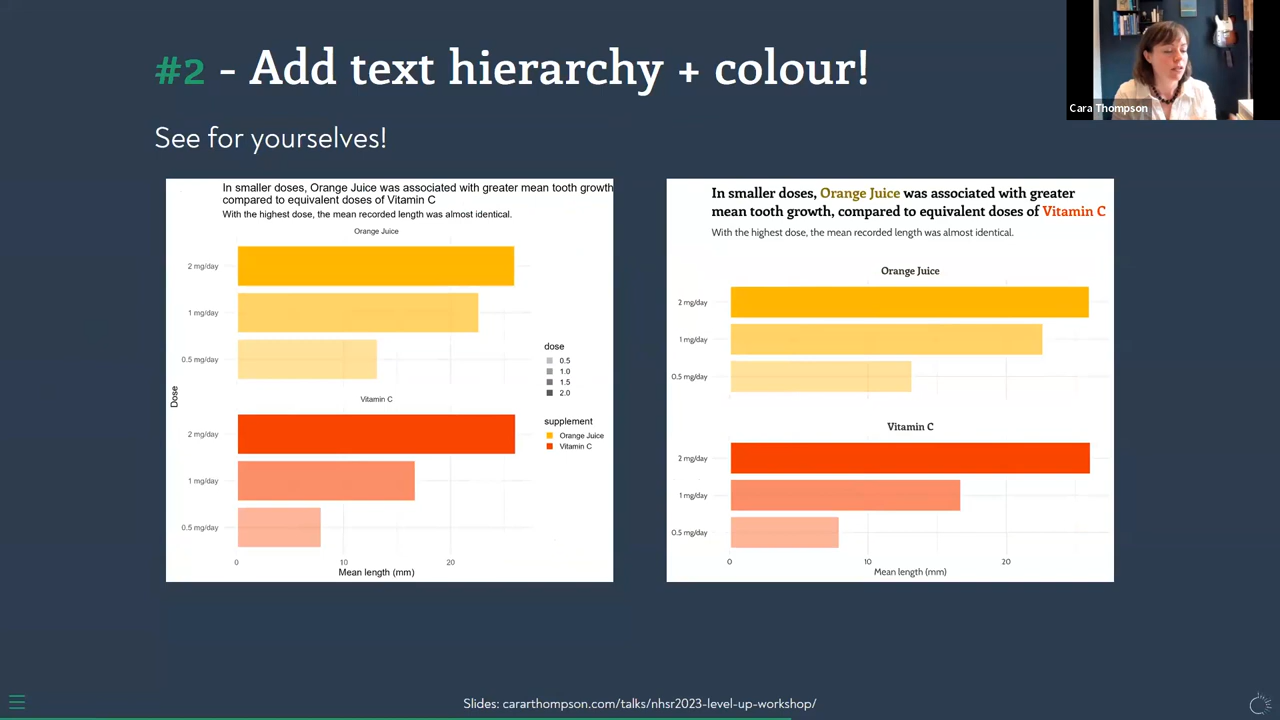 #2 - Add text hierarchy + colour!
Cara Thompson
See for yourselves!
In smaller doses, Orange Juice was associated with greater mean tooth growth
compared to equivalent doses of Vitamin C
With the highest dose, the mean recorded length was almost identical.
Orange Juice
2 mg/day
1 mg/day
0.5 mg/day
Dose
Vitamin C
2 mg/day
1 mg/day
0.5 mg/day
0 10 20
Mean length (mm)
dose
0.5
1.0
1.5
2.0
supplement
Orange Juice
Vitamin C
In smaller doses, Orange Juice was associated with greater
mean tooth growth, compared to equivalent doses of Vitamin C
With the highest dose, the mean recorded length was almost identical.
Orange Juice
2 mg/day
1 mg/day
0.5 mg/day
Vitamin C
2 mg/day
1 mg/day
0.5 mg/day
0 10 20
Mean length (mm)
Slides: cararthompson.com/talks/nhsr2023-level-up-workshop/